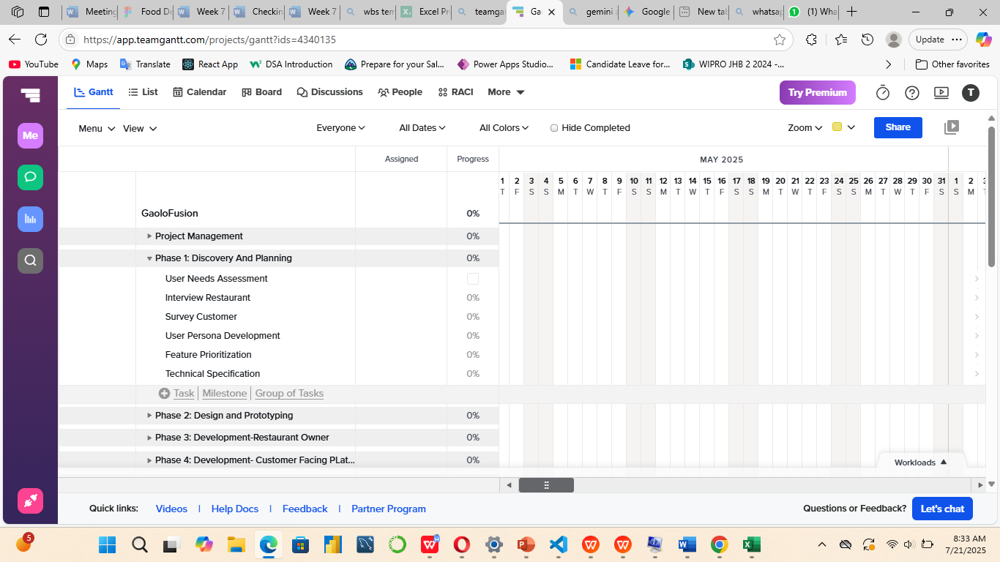 Meeting
Food De
Week 7
Checkin
Week 7
wbs tem
Excel Pr
teamgar
Ga
gemini a
Google
New tab
whatsap
(1) Wha
https://app.teamgantt.com/projects/gantt?ids=4340135
Update
YouTube
Maps
Translate
React App
DSA Introduction
Prepare for your Sal...
Power Apps Studio...
Candidate Leave for...
WIPRO JHB 2 2024 -...
Other favorites
Gantt
List
Calendar
Board
Discussions
People
RACI
More
Try Premium
T
Me
Menu
View
Everyone
All Dates
All Colors
Hide Completed
Zoom
Share
Assigned
Progress
MAY 2025
1 2 3 4 5 6 7 8 9 10 11 12 13 14 15 16 17 18 19 20 21 22 23 24 25 26 27 28 29 30 31 1 2 3
T F S S M T W T F S S M T W T F S S M T W T F S S M T W T F S S M T
GaoloFusion 0%
Project Management 0%
Phase 1: Discovery And Planning 0%
User Needs Assessment
Interview Restaurant 0%
Survey Customer 0%
User Persona Development 0%
Feature Prioritization 0%
Technical Specification 0%
Task | Milestone | Group of Tasks
Phase 2: Design and Prototyping 0%
Phase 3: Development-Restaurant Owner 0%
Phase 4: Development- Customer Facing PLat... 0%
Workloads
Quick links: Videos | Help Docs | Feedback | Partner Program
Questions or Feedback? Let's chat
5
8:33 AM
7/21/2025